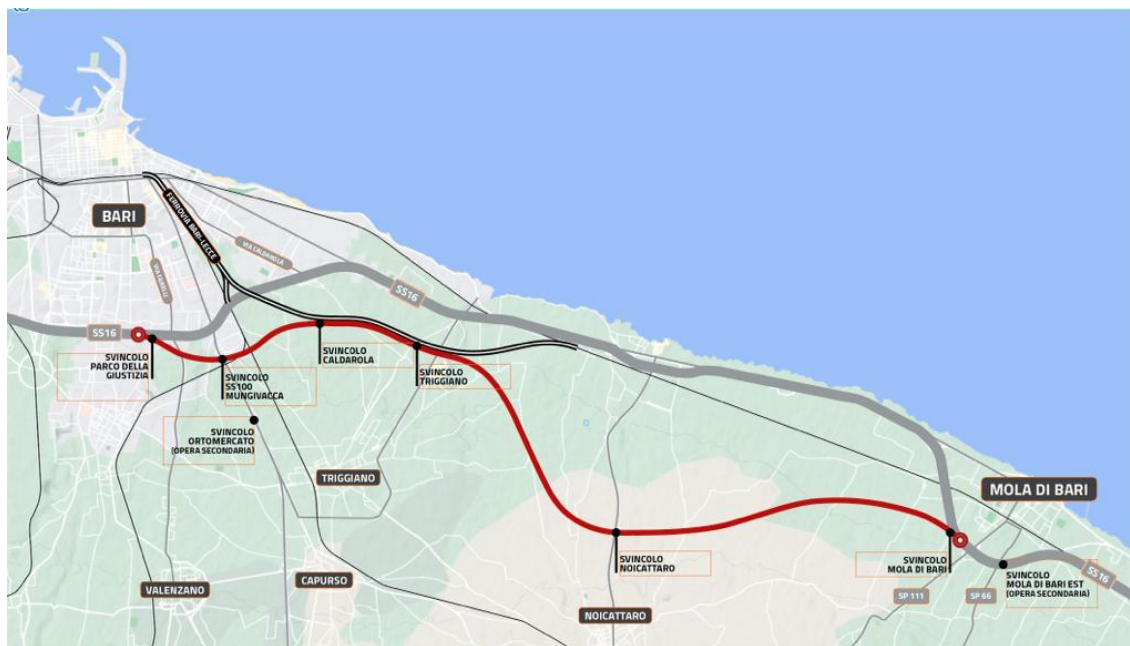 BARI
FERROVIA BARI-LECCE
VIA CALDAROLA
VIA FANELLI
SS16
SS16
SVINCOLO
PARCO DELLA
GIUSTIZIA
SVINCOLO
SS100
MUNGIVACCA
SVINCOLO
CALDAROLA
SVINCOLO
TRIGGIANO
SVINCOLO
ORTOMERCATO
(OPERA SECONDARIA)
TRIGGIANO
MOLA DI BARI
SVINCOLO
NOICATTARO
SVINCOLO
MOLA DI BARI
SS16
SVINCOLO
MOLA DI BARI EST
(OPERA SECONDARIA)
VALENZANO
CAPURSO
NOICATTARO
SP 111
SP 66